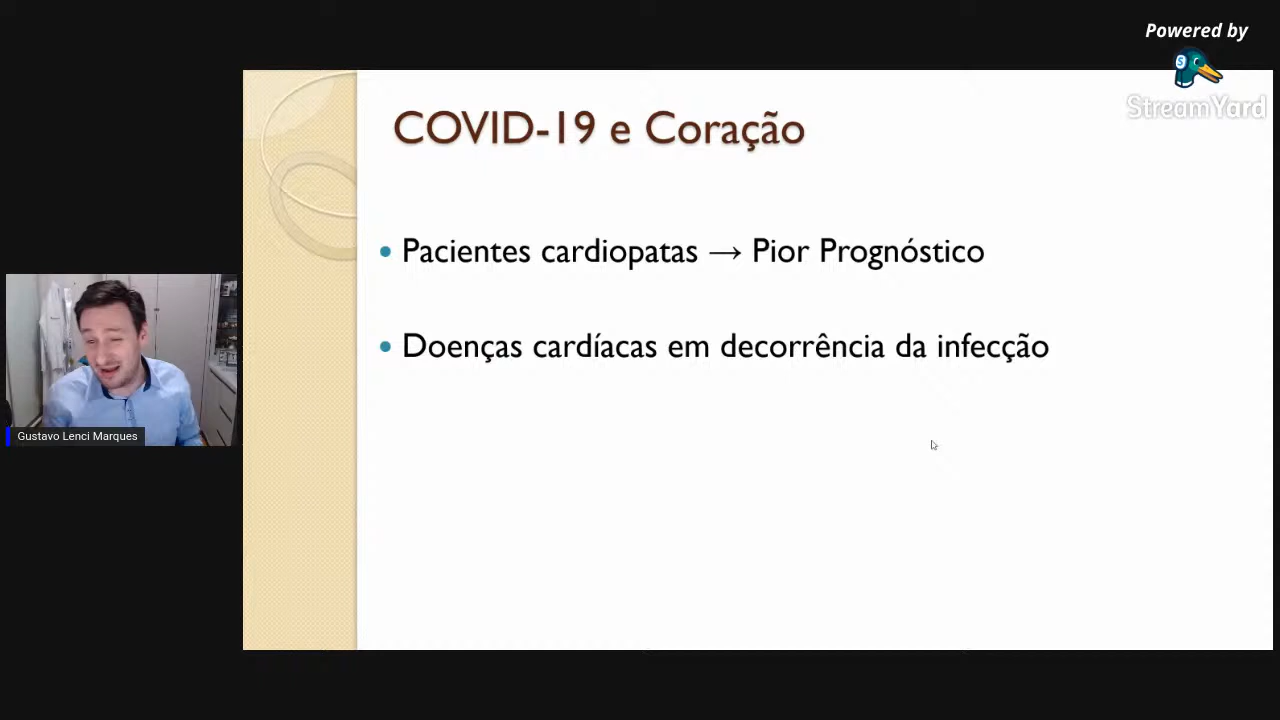 Powered by
StreamYard
COVID-19 e Coração
• Pacientes cardiopatas → Pior Prognóstico
• Doenças cardíacas em decorrência da infecção
Gustavo Lenci Marques